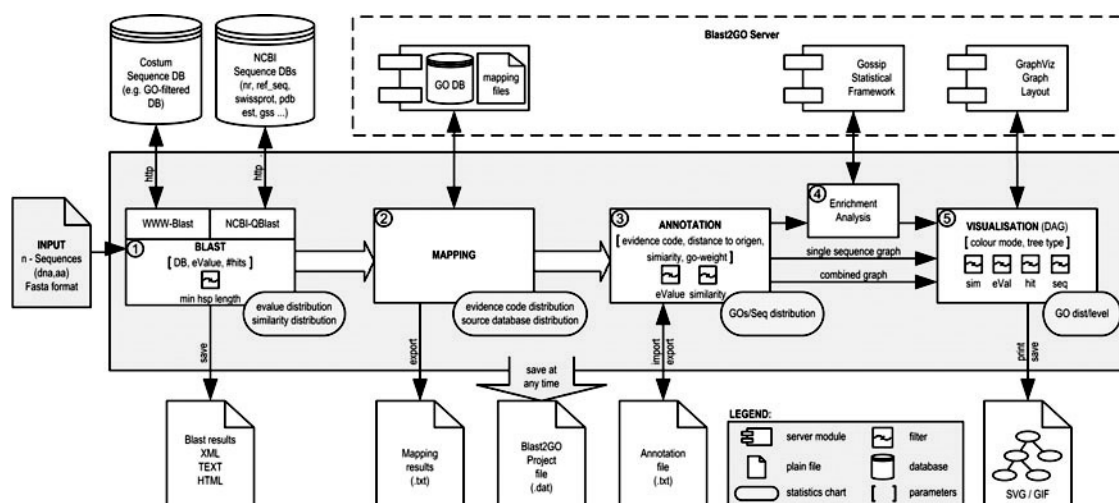 Blast2GO Server
Costum
Sequence DB
(e.g. GO-filtered
DB)
NCBI
Sequence DBs
(nr, ref_seq,
swissprot, pdb
est, gss ...)
GO DB
mapping
files
Gossip
Statistical
Framework
GraphViz
Graph
Layout
http
http
INPUT
n - Sequences
(dna,aa)
Fasta format
WWW-Blast
NCBI-QBlast
1
BLAST
[ DB, eValue, #hits ]
min hsp length
evalue distribution
similarity distribution
2
MAPPING
evidence code distribution
source database distribution
3
ANNOTATION
[ evidence code, distance to origen,
simiarity, go-weight ]
eValue similarity
GOs/Seq distribution
4
Enrichment
Analysis
single sequence graph
combined graph
5
VISUALISATION (DAG)
[ colour mode, tree type ]
sim eVal hit seq
GO dist/level
save
export
save at
any time
import
export
print
save
Blast results
XML
TEXT
HTML
Mapping
results
(.txt)
Blast2GO
Project
file
(.dat)
Annotation
file
(.txt)
LEGEND:
server module
filter
plain file
database
statistics chart
[ ] parameters
SVG / GIF